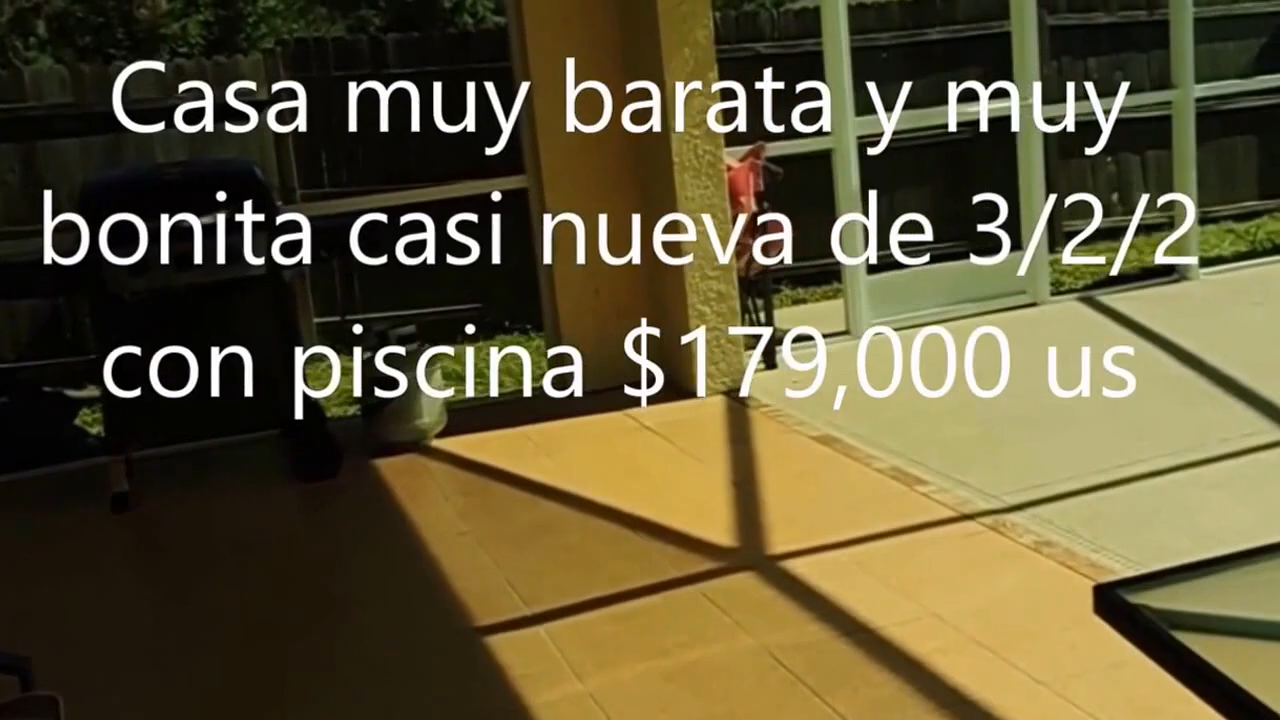 Casa muy barata y muy
bonita casi nueva de 3/2/2
con piscina $179,000 us